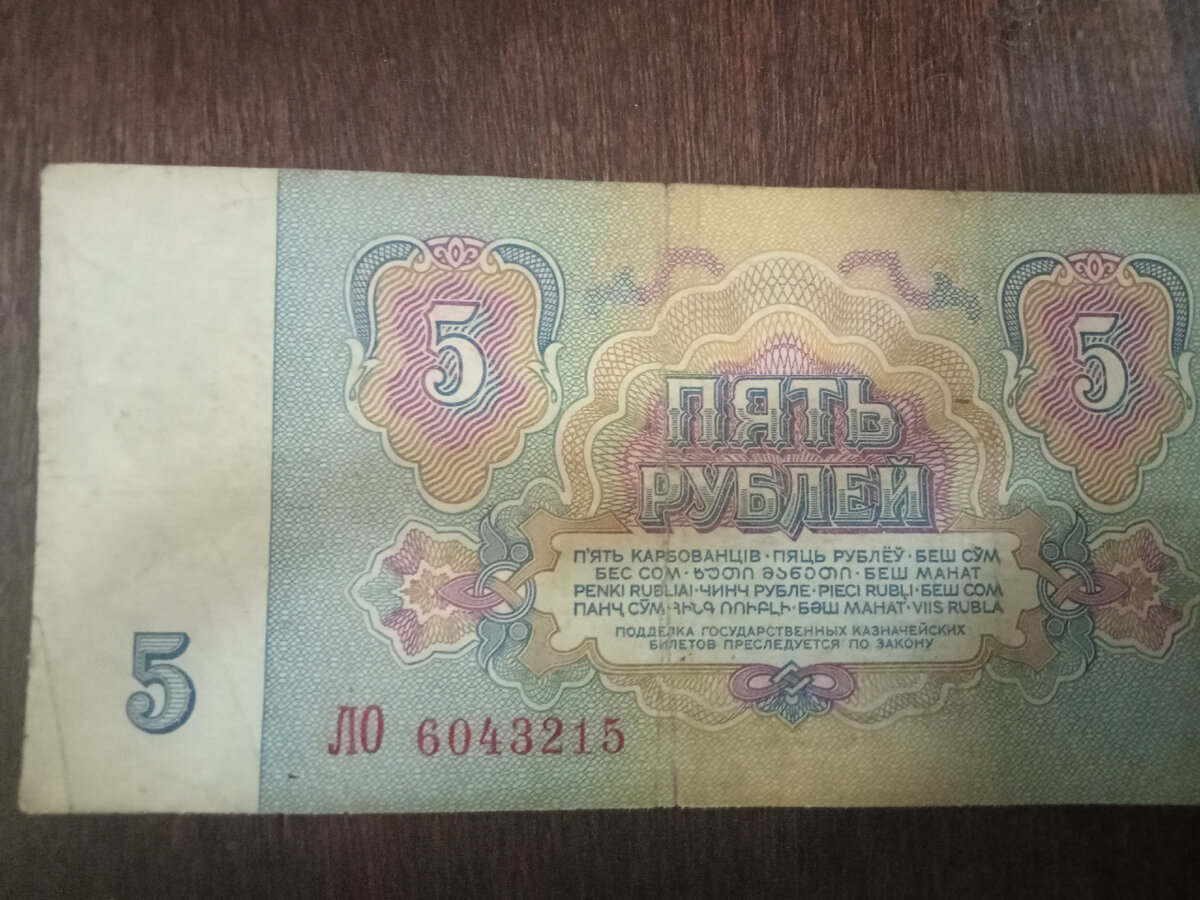 5
5
ПЯТЬ
РУБЛЕЙ
П'ЯТЬ КАРБОВАНЦІВ · ПЯЦЬ РУБЛЁЎ · БЕШ СЎМ
БЕС СОМ · ᲮᲣᲗᲘ ᲛᲐᲜᲔᲗᲘ · БЕШ МАНАТ
PENKI RUBLIAI · ЧИНЧ РУБЛЕ · PIECI RUBĻI · БЕШ СОМ
ПАНҶ СЎМ · ՀԻՆԳ ՌՈՒԲԼԻ · БӘШ МАНАТ · VIIS RUBLA
ПОДДЕЛКА ГОСУДАРСТВЕННЫХ КАЗНАЧЕЙСКИХ
БИЛЕТОВ ПРЕСЛЕДУЕТСЯ ПО ЗАКОНУ
5
ЛО 6043215